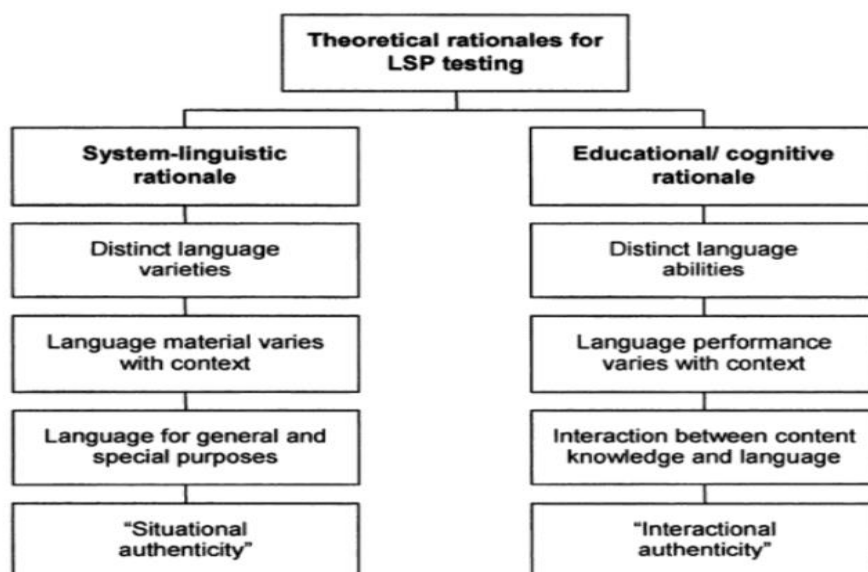 Theoretical rationales for
LSP testing
System-linguistic
rationale
Distinct language
varieties
Language material varies
with context
Language for general and
special purposes
“Situational
authenticity”
Educational/ cognitive
rationale
Distinct language
abilities
Language performance
varies with context
Interaction between content
knowledge and language
“Interactional
authenticity”